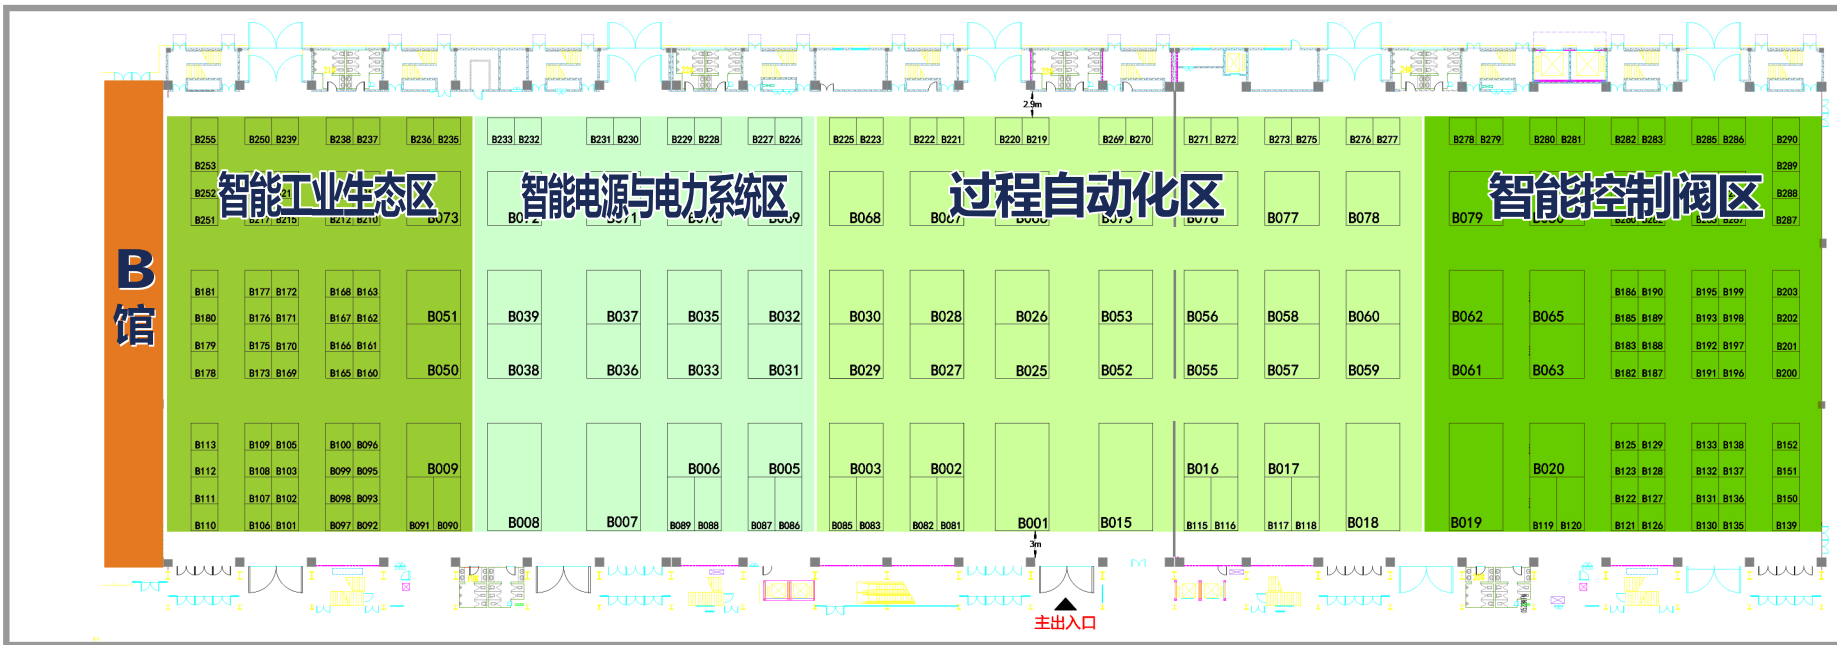 2.9m
B255 B250 B239 B238 B237 B236 B235 B233 B232 B231 B230 B229 B228 B227 B226 B225 B223 B222 B221 B220 B219 B269 B270 B271 B272 B273 B275 B276 B277 B278 B279 B280 B281 B282 B283 B285 B286 B290
B253 B289
智能工业生态区 智能电源与电力系统区 过程自动化区 智能控制阀区
B252 B288
B251 B073 B068 B077 B078 B079 B287
B馆
B181 B177 B172 B168 B163 B186 B190 B195 B199 B203
B180 B176 B171 B167 B162 B051 B039 B037 B035 B032 B030 B028 B026 B053 B056 B058 B060 B062 B065 B185 B189 B193 B198 B202
B179 B175 B170 B166 B161 B183 B188 B192 B197 B201
B178 B173 B169 B165 B160 B050 B038 B036 B033 B031 B029 B027 B025 B052 B055 B057 B059 B061 B063 B182 B187 B191 B196 B200
B113 B109 B105 B100 B096 B125 B129 B133 B138 B152
B112 B108 B103 B099 B095 B009 B006 B005 B003 B002 B016 B017 B020 B123 B128 B132 B137 B151
B111 B107 B102 B098 B093 B122 B127 B131 B136 B150
B110 B106 B101 B097 B092 B091 B090 B008 B007 B089 B088 B087 B086 B085 B083 B082 B081 B001 B015 B115 B116 B117 B118 B018 B019 B119 B120 B121 B126 B130 B135 B139
3m
主出入口